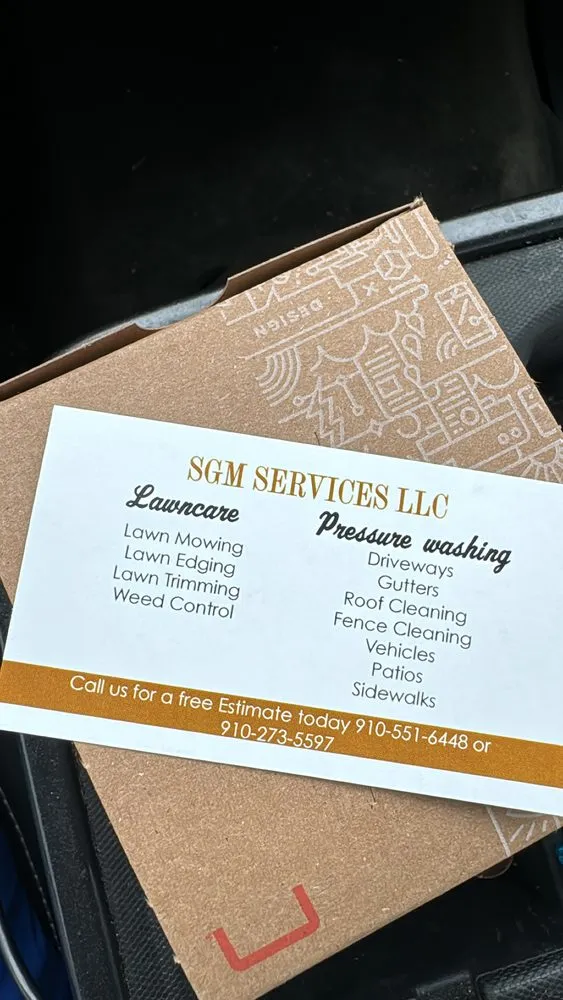 DESIGN
SGM SERVICES LLC
Lawncare
Lawn Mowing
Lawn Edging
Lawn Trimming
Weed Control
Pressure washing
Driveways
Gutters
Roof Cleaning
Fence Cleaning
Vehicles
Patios
Sidewalks
Call us for a free Estimate today 910-551-6448 or
910-273-5597